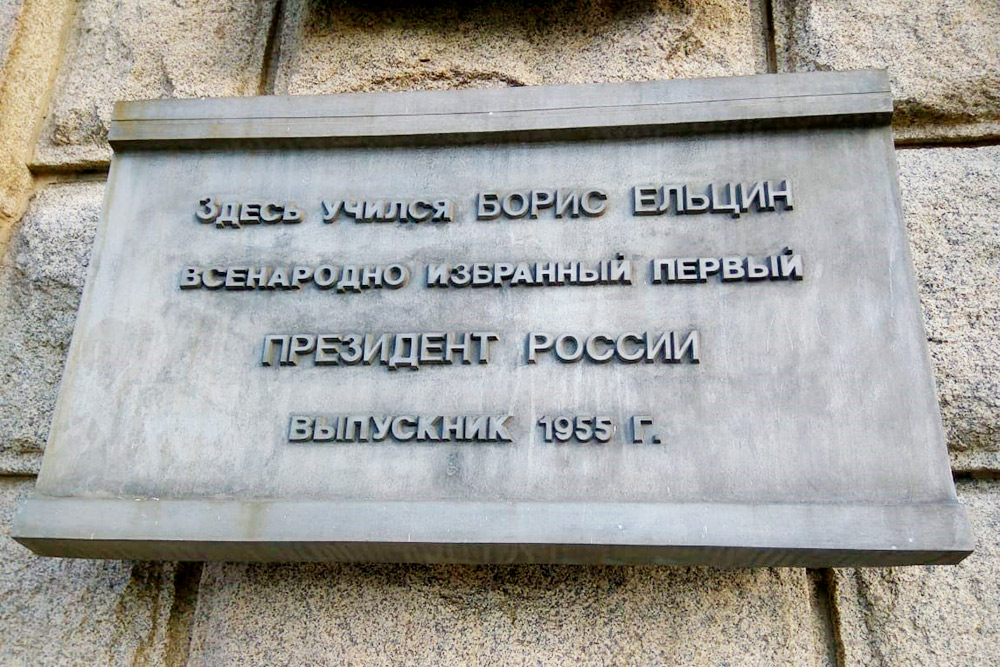 ЗДЕСЬ УЧИЛСЯ БОРИС ЕЛЬЦИН
ВСЕНАРОДНО ИЗБРАННЫЙ ПЕРВЫЙ
ПРЕЗИДЕНТ РОССИИ
ВЫПУСКНИК 1955 Г.